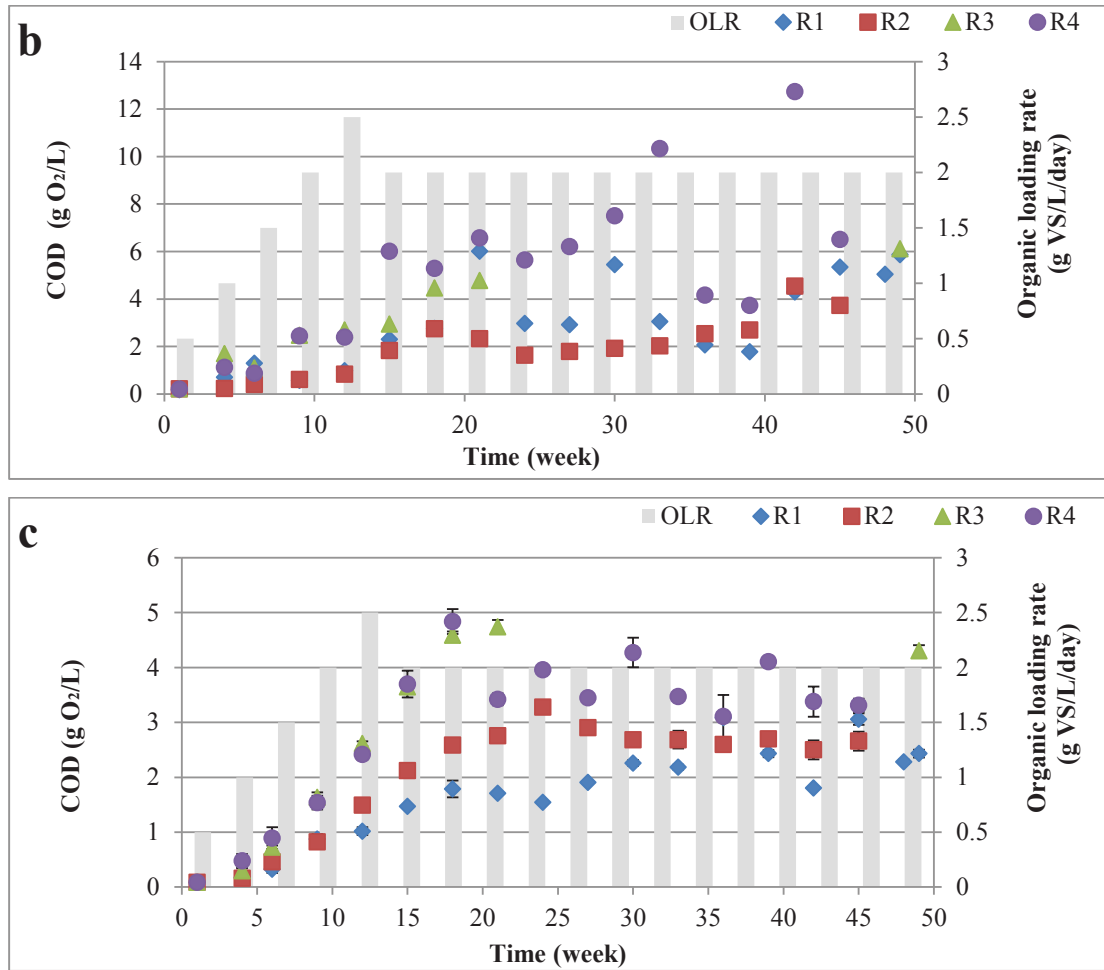 b
OLR R1 R2 R3 R4
14 3
12 2.5
10 2
8 1.5
6 1
4 0.5
2 0
0
0 10 20 30 40 50
COD (g O₂/L)
Organic loading rate
(g VS/L/day)
Time (week)
c
OLR R1 R2 R3 R4
6 3
5 2.5
4 2
3 1.5
2 1
1 0.5
0 0
0 5 10 15 20 25 30 35 40 45 50
COD (g O₂/L)
Organic loading rate
(g VS/L/day)
Time (week)